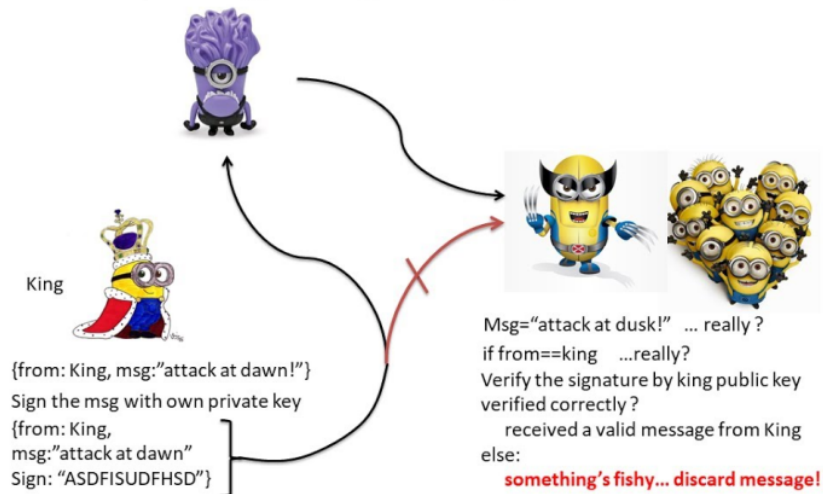 King
{from: King, msg:”attack at dawn!”}
Sign the msg with own private key
{from: King,
msg:”attack at dawn”
Sign: “ASDFISUDFHSD”}
Msg=“attack at dusk!” ... really ?
if from==king ...really?
Verify the signature by king public key
verified correctly ?
received a valid message from King
else:
something’s fishy... discard message!